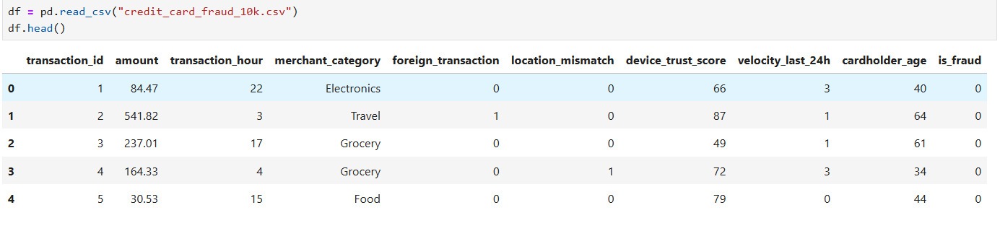 df = pd.read_csv("credit_card_fraud_10k.csv")
df.head()
transaction_id amount transaction_hour merchant_category foreign_transaction location_mismatch device_trust_score velocity_last_24h cardholder_age is_fraud
0 1 84.47 22 Electronics 0 0 66 3 40 0
1 2 541.82 3 Travel 1 0 87 1 64 0
2 3 237.01 17 Grocery 0 0 49 1 61 0
3 4 164.33 4 Grocery 0 1 72 3 34 0
4 5 30.53 15 Food 0 0 79 0 44 0